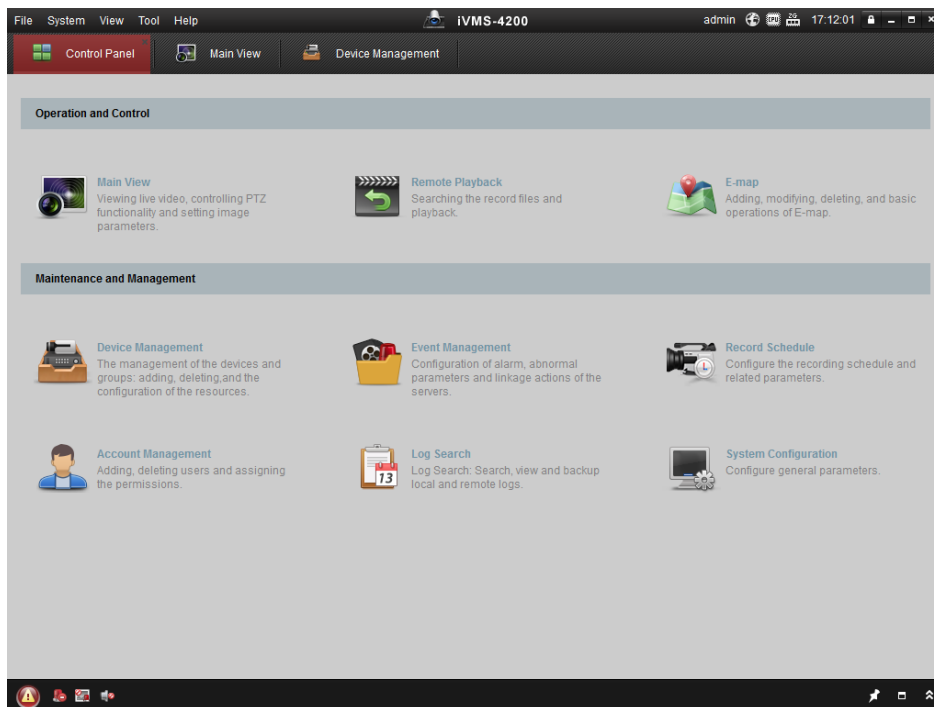 File System View Tool Help iVMS-4200 admin 17:12:01
Control Panel Main View Device Management
Operation and Control
Main View
Viewing live video, controlling PTZ
functionality and setting image
parameters.
Remote Playback
Searching the record files and
playback.
E-map
Adding, modifying, deleting, and basic
operations of E-map.
Maintenance and Management
Device Management
The management of the devices and
groups: adding, deleting,and the
configuration of the resources.
Event Management
Configuration of alarm, abnormal
parameters and linkage actions of the
servers.
Record Schedule
Configure the recording schedule and
related parameters.
Account Management
Adding, deleting users and assigning
the permissions.
13
Log Search
Log Search: Search, view and backup
local and remote logs.
System Configuration
Configure general parameters.